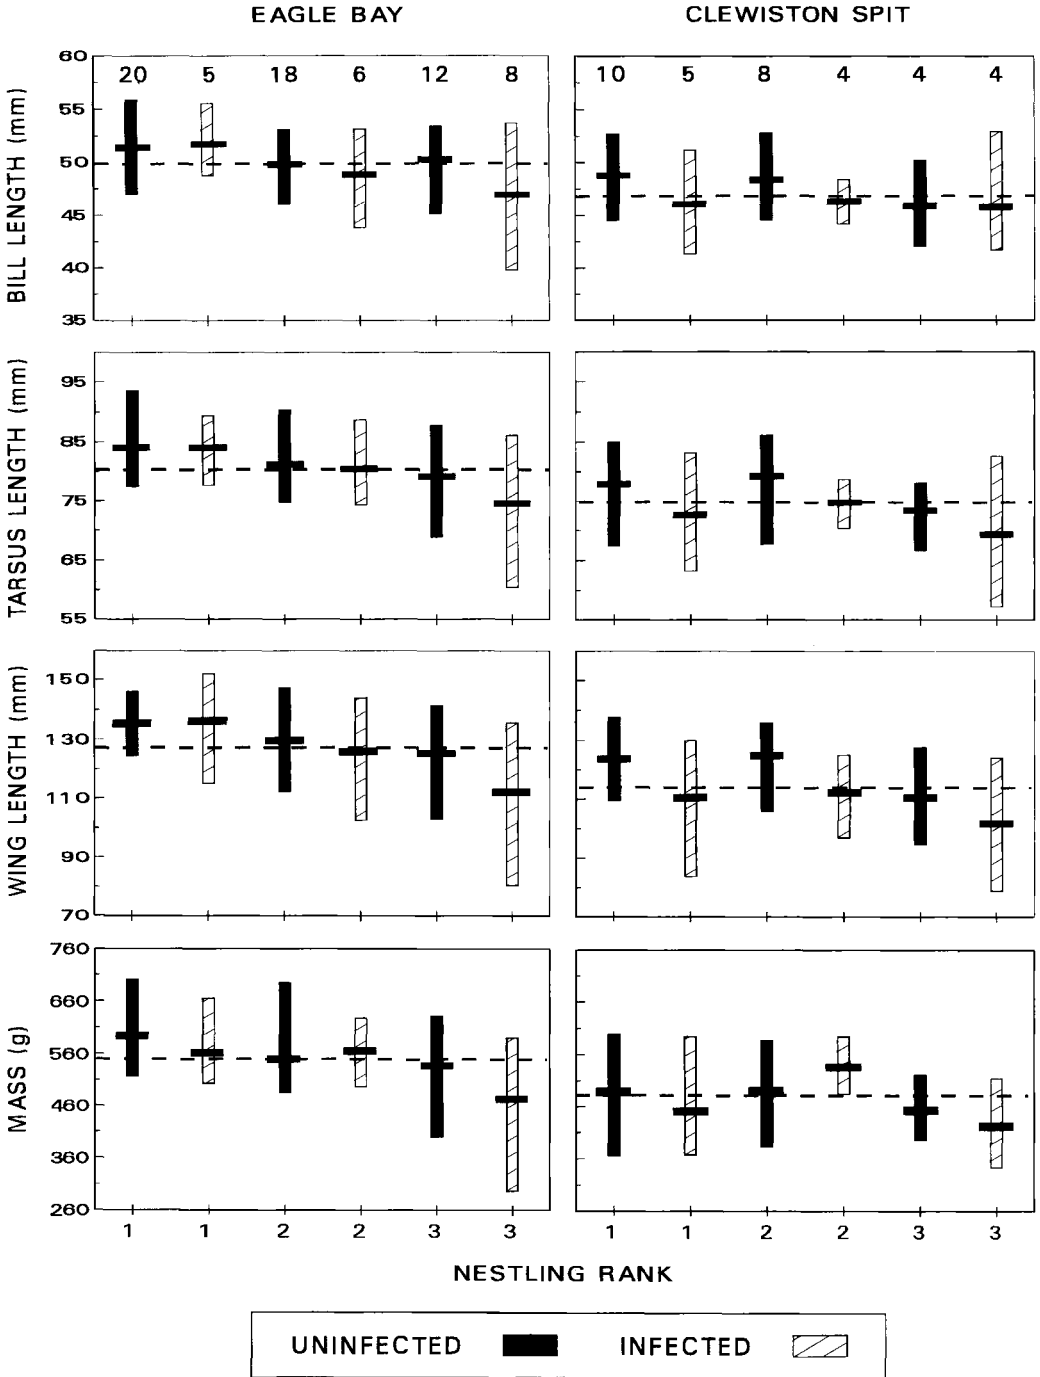 EAGLE BAY CLEWISTON SPIT
BILL LENGTH (mm)
60
55
50
45
40
35
20 5 18 6 12 8
10 5 8 4 4 4
TARSUS LENGTH (mm)
95
85
75
65
55
WING LENGTH (mm)
150
130
110
90
70
MASS (g)
760
660
560
460
360
260
1 1 2 2 3 3
1 1 2 2 3 3
NESTLING RANK
UNINFECTED INFECTED